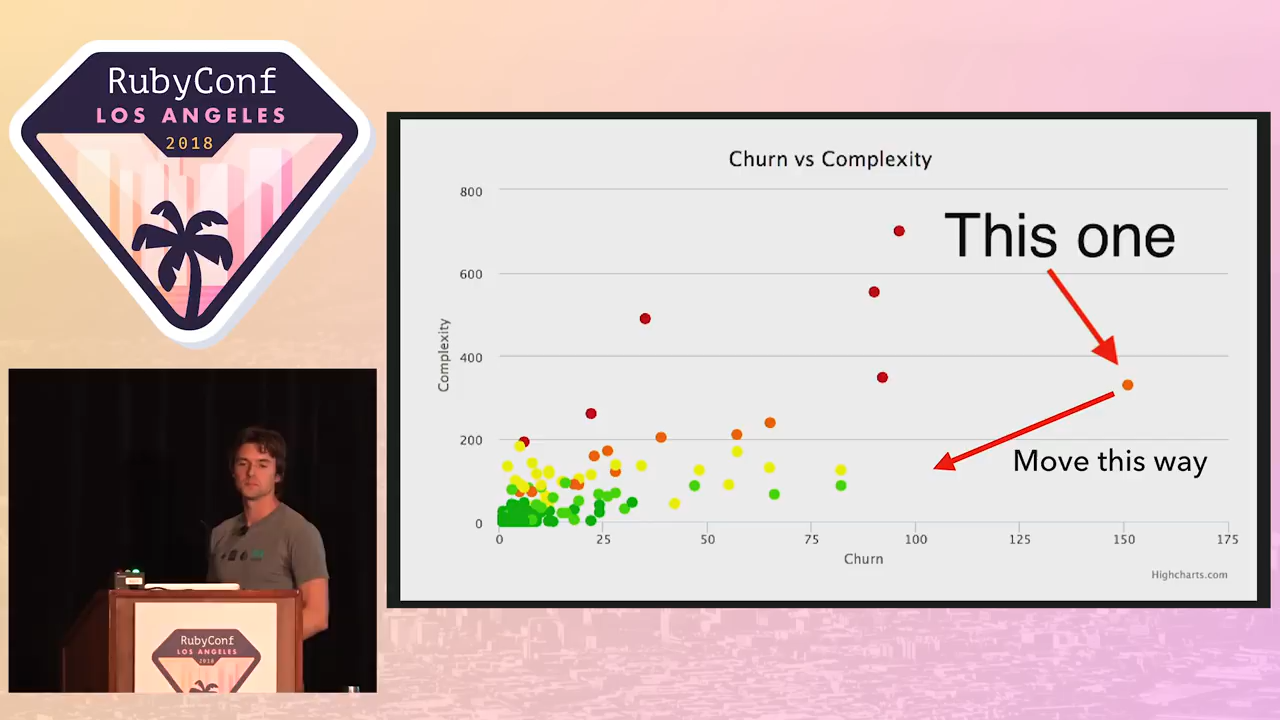 RubyConf
LOS ANGELES
2018
Churn vs Complexity
800
This one
600
Complexity
400
200
Move this way
0
0 25 50 75 100 125 150 175
Churn
Highcharts.com
RubyConf
LOS ANGELES
2018